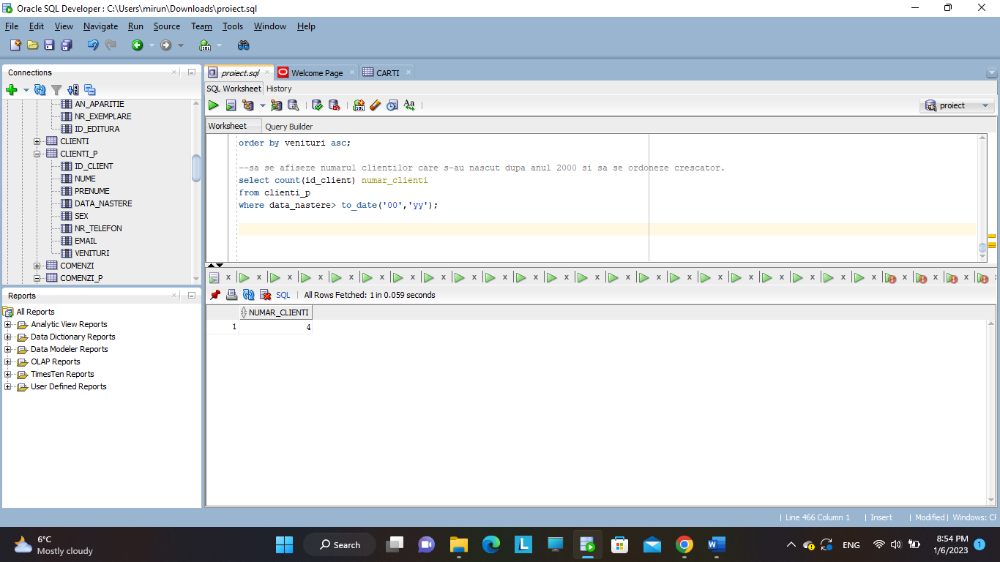 Oracle SQL Developer : C:\Users\mirun\Downloads\proiect.sql
File Edit View Navigate Run Source Team Tools Window Help
Connections
AN_APARITIE
NR_EXEMPLARE
ID_EDITURA
CLIENTI
CLIENTI_P
ID_CLIENT
NUME
PRENUME
DATA_NASTERE
SEX
NR_TELEFON
EMAIL
VENITURI
COMENZI
COMENZI_P
Reports
All Reports
Analytic View Reports
Data Dictionary Reports
Data Modeler Reports
OLAP Reports
TimesTen Reports
User Defined Reports
proiect.sql Welcome Page CARTI
SQL Worksheet History
proiect
Worksheet Query Builder
order by venituri asc;
--sa se afiseze numarul clientilor care s-au nascut dupa anul 2000 si sa se ordoneze crescator.
select count(id_client) numar_clienti
from clienti_p
where data_nastere> to_date('00','yy');
SQL | All Rows Fetched: 1 in 0.059 seconds
NUMAR_CLIENTI
1 4
| Line 466 Column 1 | Insert | Modified | Windows: CF
6°C
Mostly cloudy
Search
ENG
8:54 PM
1/6/2023
1